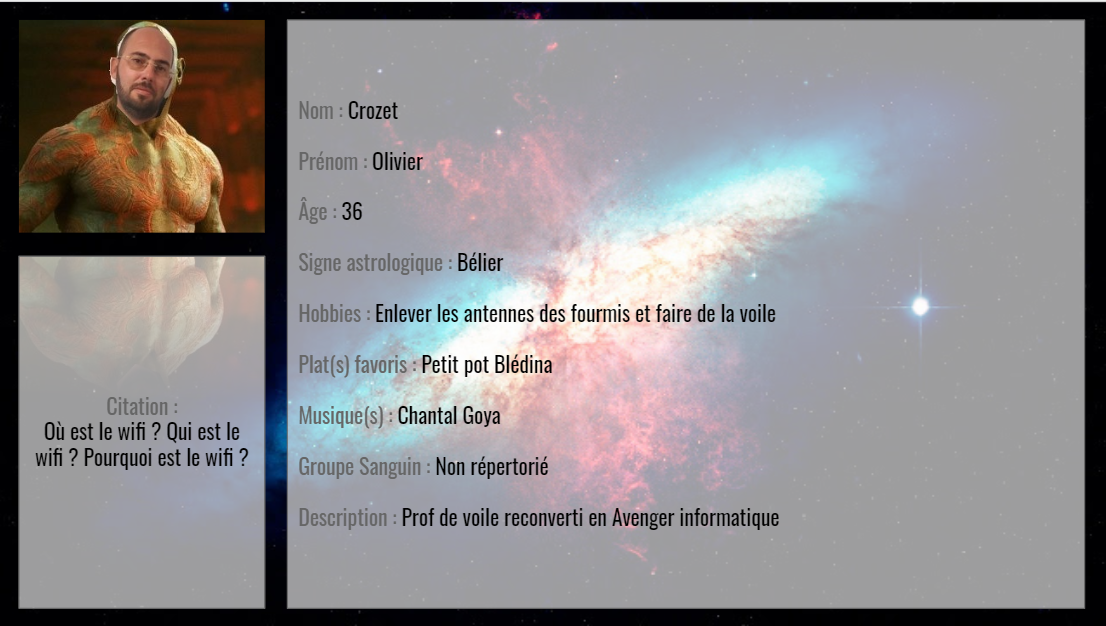 Nom : Crozet
Prénom : Olivier
Âge : 36
Signe astrologique : Bélier
Hobbies : Enlever les antennes des fourmis et faire de la voile
Plat(s) favoris : Petit pot Blédina
Musique(s) : Chantal Goya
Groupe Sanguin : Non répertorié
Description : Prof de voile reconverti en Avenger informatique
Citation :
Où est le wifi ? Qui est le
wifi ? Pourquoi est le wifi ?